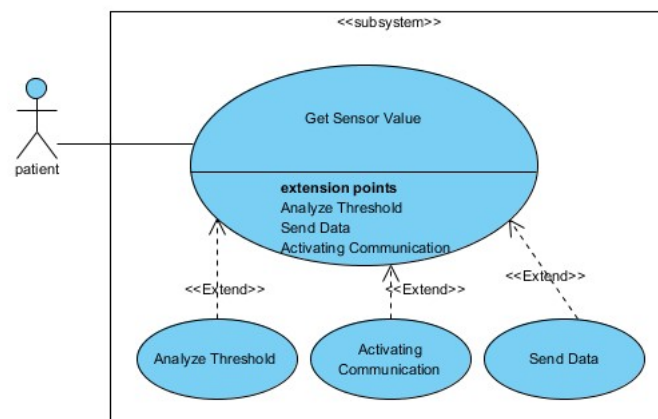 <<subsystem>>
Get Sensor Value
patient
extension points
Analyze Threshold
Send Data
Activating Communication
<<Extend>>
<<Extend>>
<<Extend>>
Analyze Threshold
Activating
Communication
Send Data